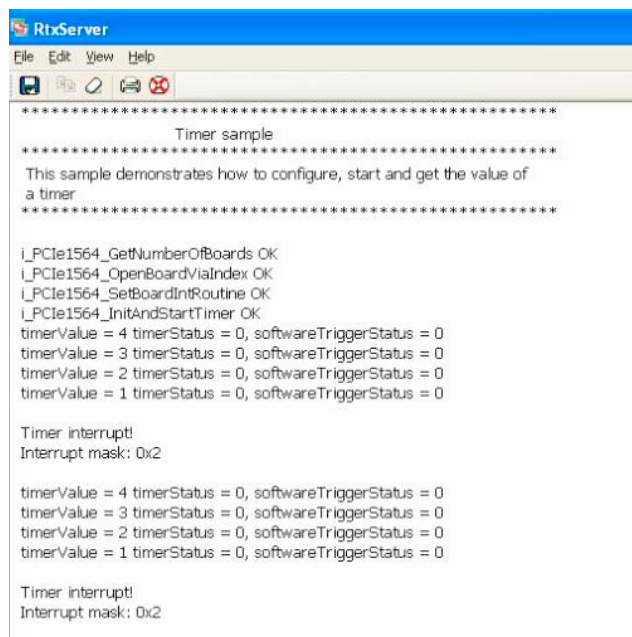 RtxServer
File Edit View Help
******************************************************
Timer sample
******************************************************
This sample demonstrates how to configure, start and get the value of
a timer
******************************************************
i_PCIe1564_GetNumberOfBoards OK
i_PCIe1564_OpenBoardViaIndex OK
i_PCIe1564_SetBoardIntRoutine OK
i_PCIe1564_InitAndStartTimer OK
timerValue = 4 timerStatus = 0, softwareTriggerStatus = 0
timerValue = 3 timerStatus = 0, softwareTriggerStatus = 0
timerValue = 2 timerStatus = 0, softwareTriggerStatus = 0
timerValue = 1 timerStatus = 0, softwareTriggerStatus = 0
Timer interrupt!
Interrupt mask: 0x2
timerValue = 4 timerStatus = 0, softwareTriggerStatus = 0
timerValue = 3 timerStatus = 0, softwareTriggerStatus = 0
timerValue = 2 timerStatus = 0, softwareTriggerStatus = 0
timerValue = 1 timerStatus = 0, softwareTriggerStatus = 0
Timer interrupt!
Interrupt mask: 0x2